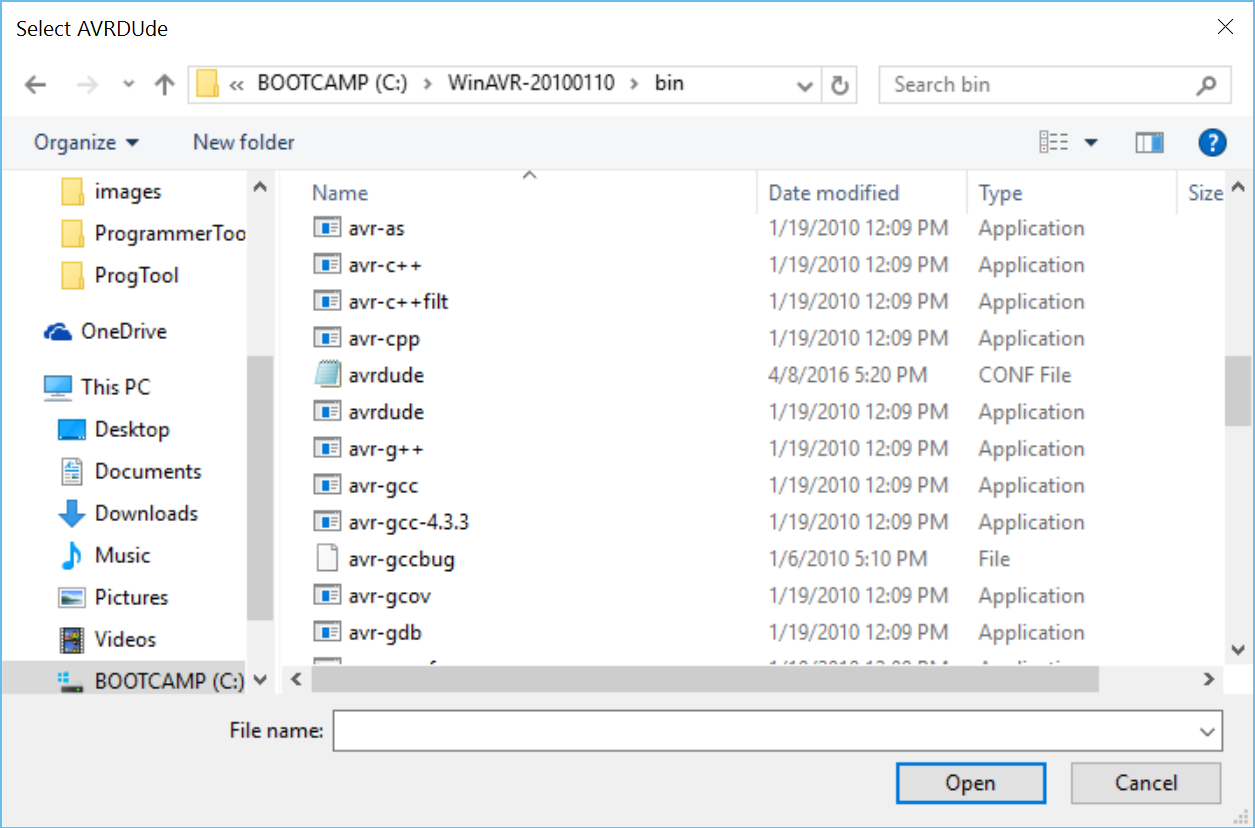 Select AVRDUde
« BOOTCAMP (C:) › WinAVR-20100110 › bin
Search bin
Organize
New folder
images
ProgrammerToo
ProgTool
OneDrive
This PC
Desktop
Documents
Downloads
Music
Pictures
Videos
BOOTCAMP (C:)
Name Date modified Type Size
avr-as 1/19/2010 12:09 PM Application
avr-c++ 1/19/2010 12:09 PM Application
avr-c++filt 1/19/2010 12:09 PM Application
avr-cpp 1/19/2010 12:09 PM Application
avrdude 4/8/2016 5:20 PM CONF File
avrdude 1/19/2010 12:09 PM Application
avr-g++ 1/19/2010 12:09 PM Application
avr-gcc 1/19/2010 12:09 PM Application
avr-gcc-4.3.3 1/19/2010 12:09 PM Application
avr-gccbug 1/6/2010 5:10 PM File
avr-gcov 1/19/2010 12:09 PM Application
avr-gdb 1/19/2010 12:09 PM Application
File name:
Open
Cancel